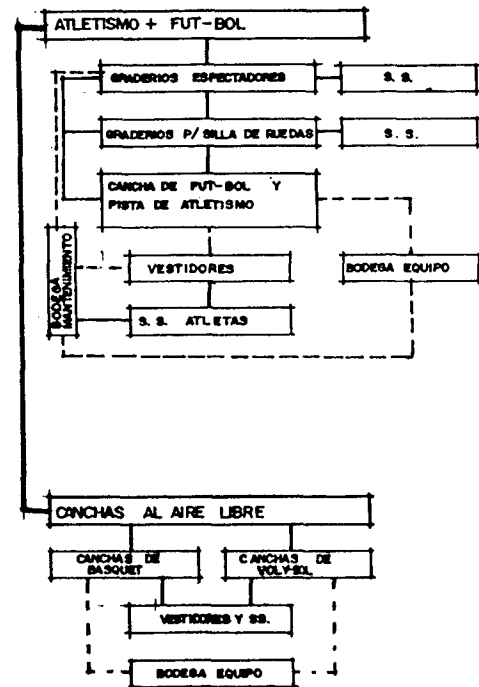 ATLETISMO + FUT-BOL
GRADERIOS ESPECTADORES
S. S.
GRADERIOS P/ SILLA DE RUEDAS
S. S.
CANCHA DE FUT-BOL Y
PISTA DE ATLETISMO
BODEGA
MANTENIMIENTO
VESTIDORES
BODEGA EQUIPO
S. S. ATLETAS
CANCHAS AL AIRE LIBRE
CANCHAS DE
BASQUET
CANCHAS DE
VOLY-BOL
VESTIDORES Y SS.
BODEGA EQUIPO